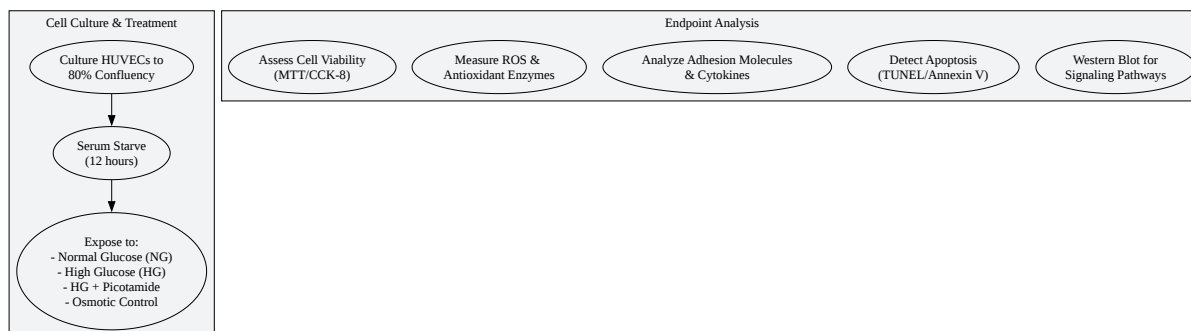 Cell Culture & Treatment
Culture HUVECs to
80% Confluency
Serum Starve
(12 hours)
Expose to:
- Normal Glucose (NG)
- High Glucose (HG)
- HG + Picotamide
- Osmotic Control
Endpoint Analysis
Assess Cell Viability
(MTT/CCK-8)
Measure ROS &
Antioxidant Enzymes
Analyze Adhesion Molecules
& Cytokines
Detect Apoptosis
(TUNEL/Annexin V)
Western Blot for
Signaling Pathways